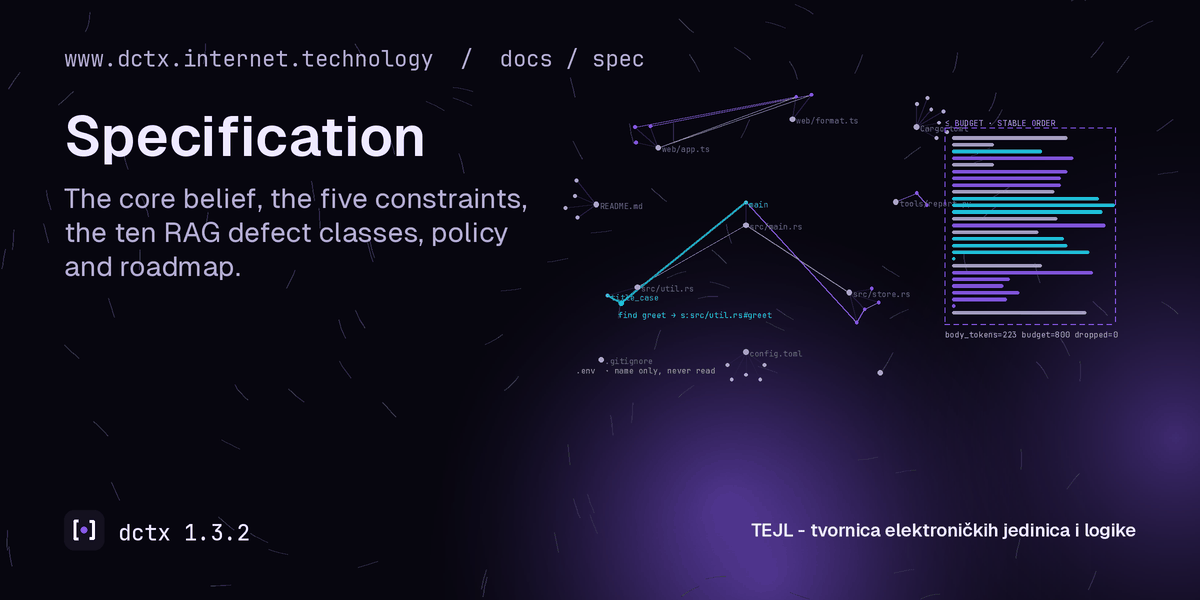 www.dctx.internet.technology / docs / spec
Specification
The core belief, the five constraints,
the ten RAG defect classes, policy
and roadmap.
web/format.ts
web/app.ts
≤ BUDGET · STABLE ORDER
README.md
main
src/main.rs
src/util.rs
title_case
src/store.rs
find greet → s:src/util.rs#greet
body_tokens=223 budget=800 dropped=0
config.toml
.gitignore
.env · name only, never read
[•] dctx 1.3.2
TEJL - tvornica elektroničkih jedinica i logike